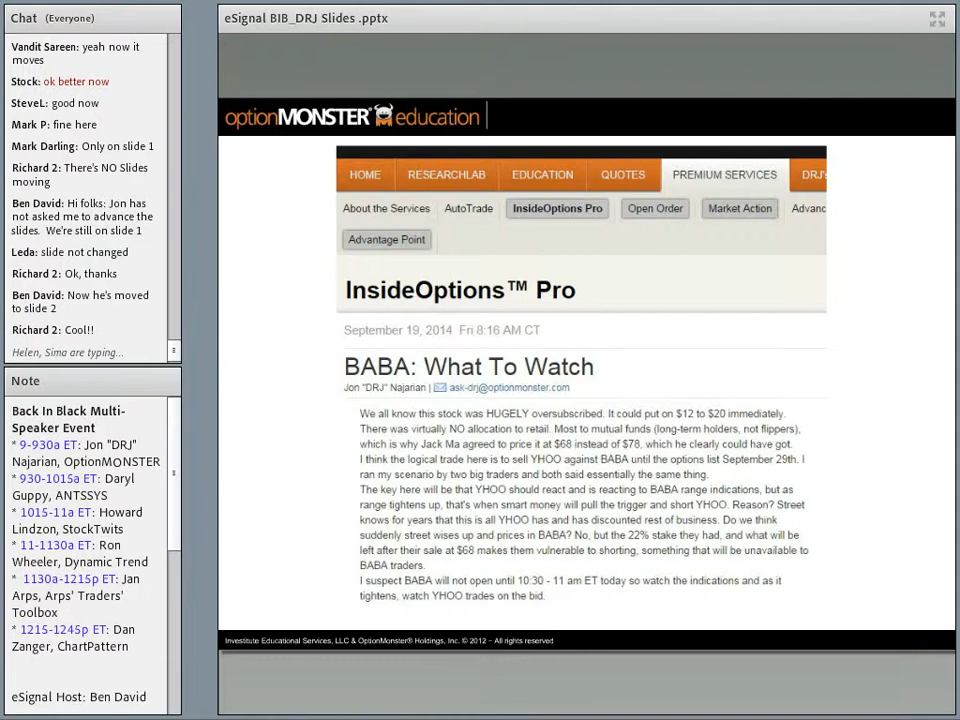 Chat (Everyone)
Vandit Sareen: yeah now it
moves
Stock: ok better now
SteveL: good now
Mark P: fine here
Mark Darling: Only on slide 1
Richard 2: There's NO Slides
moving
Ben David: Hi folks: Jon has
not asked me to advance the
slides. We're still on slide 1
Leda: slide not changed
Richard 2: Ok, thanks
Ben David: Now he's moved
to slide 2
Richard 2: Cool!!
Helen, Sima are typing...
Note
Back In Black Multi-
Speaker Event
* 9-930a ET: Jon "DRJ"
Najarian, OptionMONSTER
* 930-1015a ET: Daryl
Guppy, ANTSSYS
* 1015-11a ET: Howard
Lindzon, StockTwits
* 11-1130a ET: Ron
Wheeler, Dynamic Trend
* 1130a-1215p ET: Jan
Arps, Arps' Traders'
Toolbox
* 1215-1245p ET: Dan
Zanger, ChartPattern
eSignal Host: Ben David
eSignal BIB_DRJ Slides .pptx
optionMONSTER® education
HOME RESEARCHLAB EDUCATION QUOTES PREMIUM SERVICES DRJ's
About the Services AutoTrade InsideOptions Pro Open Order Market Action Advanc
Advantage Point
InsideOptions™ Pro
September 19, 2014 Fri 8:16 AM CT
BABA: What To Watch
Jon "DRJ" Najarian | ask-drj@optionmonster.com
We all know this stock was HUGELY oversubscribed. It could put on $12 to $20 immediately.
There was virtually NO allocation to retail. Most to mutual funds (long-term holders, not flippers),
which is why Jack Ma agreed to price it at $68 instead of $78, which he clearly could have got.
I think the logical trade here is to sell YHOO against BABA until the options list September 29th. I
ran my scenario by two big traders and both said essentially the same thing.
The key here will be that YHOO should react and is reacting to BABA range indications, but as
range tightens up, that's when smart money will pull the trigger and short YHOO. Reason? Street
knows for years that this is all YHOO has and has discounted rest of business. Do we think
suddenly street wises up and prices in BABA? No, but the 22% stake they had, and what will be
left after their sale at $68 makes them vulnerable to shorting, something that will be unavailable to
BABA traders.
I suspect BABA will not open until 10:30 - 11 am ET today so watch the indications and as it
tightens, watch YHOO trades on the bid.
Investitute Educational Services, LLC & OptionMonster® Holdings, Inc. © 2012 ~ All rights reserved